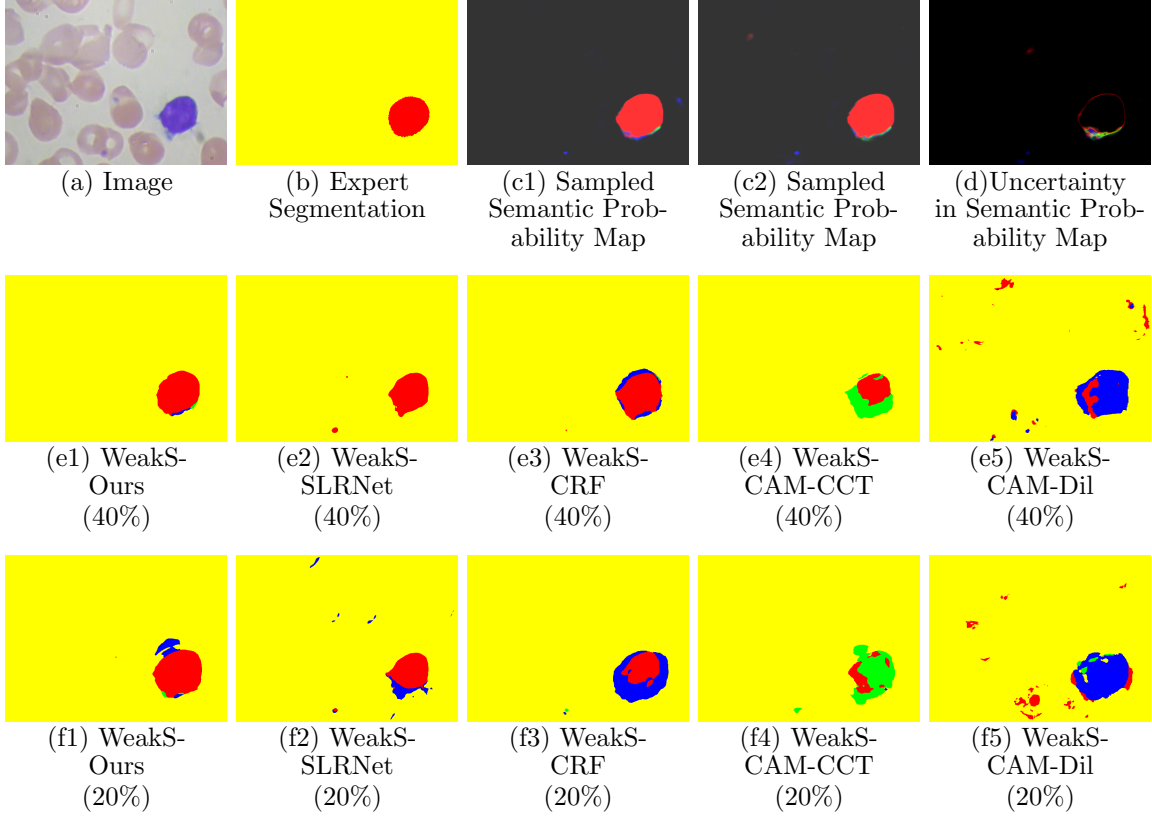 (a) Image
(b) Expert
Segmentation
(c1) Sampled
Semantic Prob-
ability Map
(c2) Sampled
Semantic Prob-
ability Map
(d)Uncertainty
in Semantic Prob-
ability Map
(e1) WeakS-
Ours
(40%)
(e2) WeakS-
SLRNet
(40%)
(e3) WeakS-
CRF
(40%)
(e4) WeakS-
CAM-CCT
(40%)
(e5) WeakS-
CAM-Dil
(40%)
(f1) WeakS-
Ours
(20%)
(f2) WeakS-
SLRNet
(20%)
(f3) WeakS-
CRF
(20%)
(f4) WeakS-
CAM-CCT
(20%)
(f5) WeakS-
CAM-Dil
(20%)